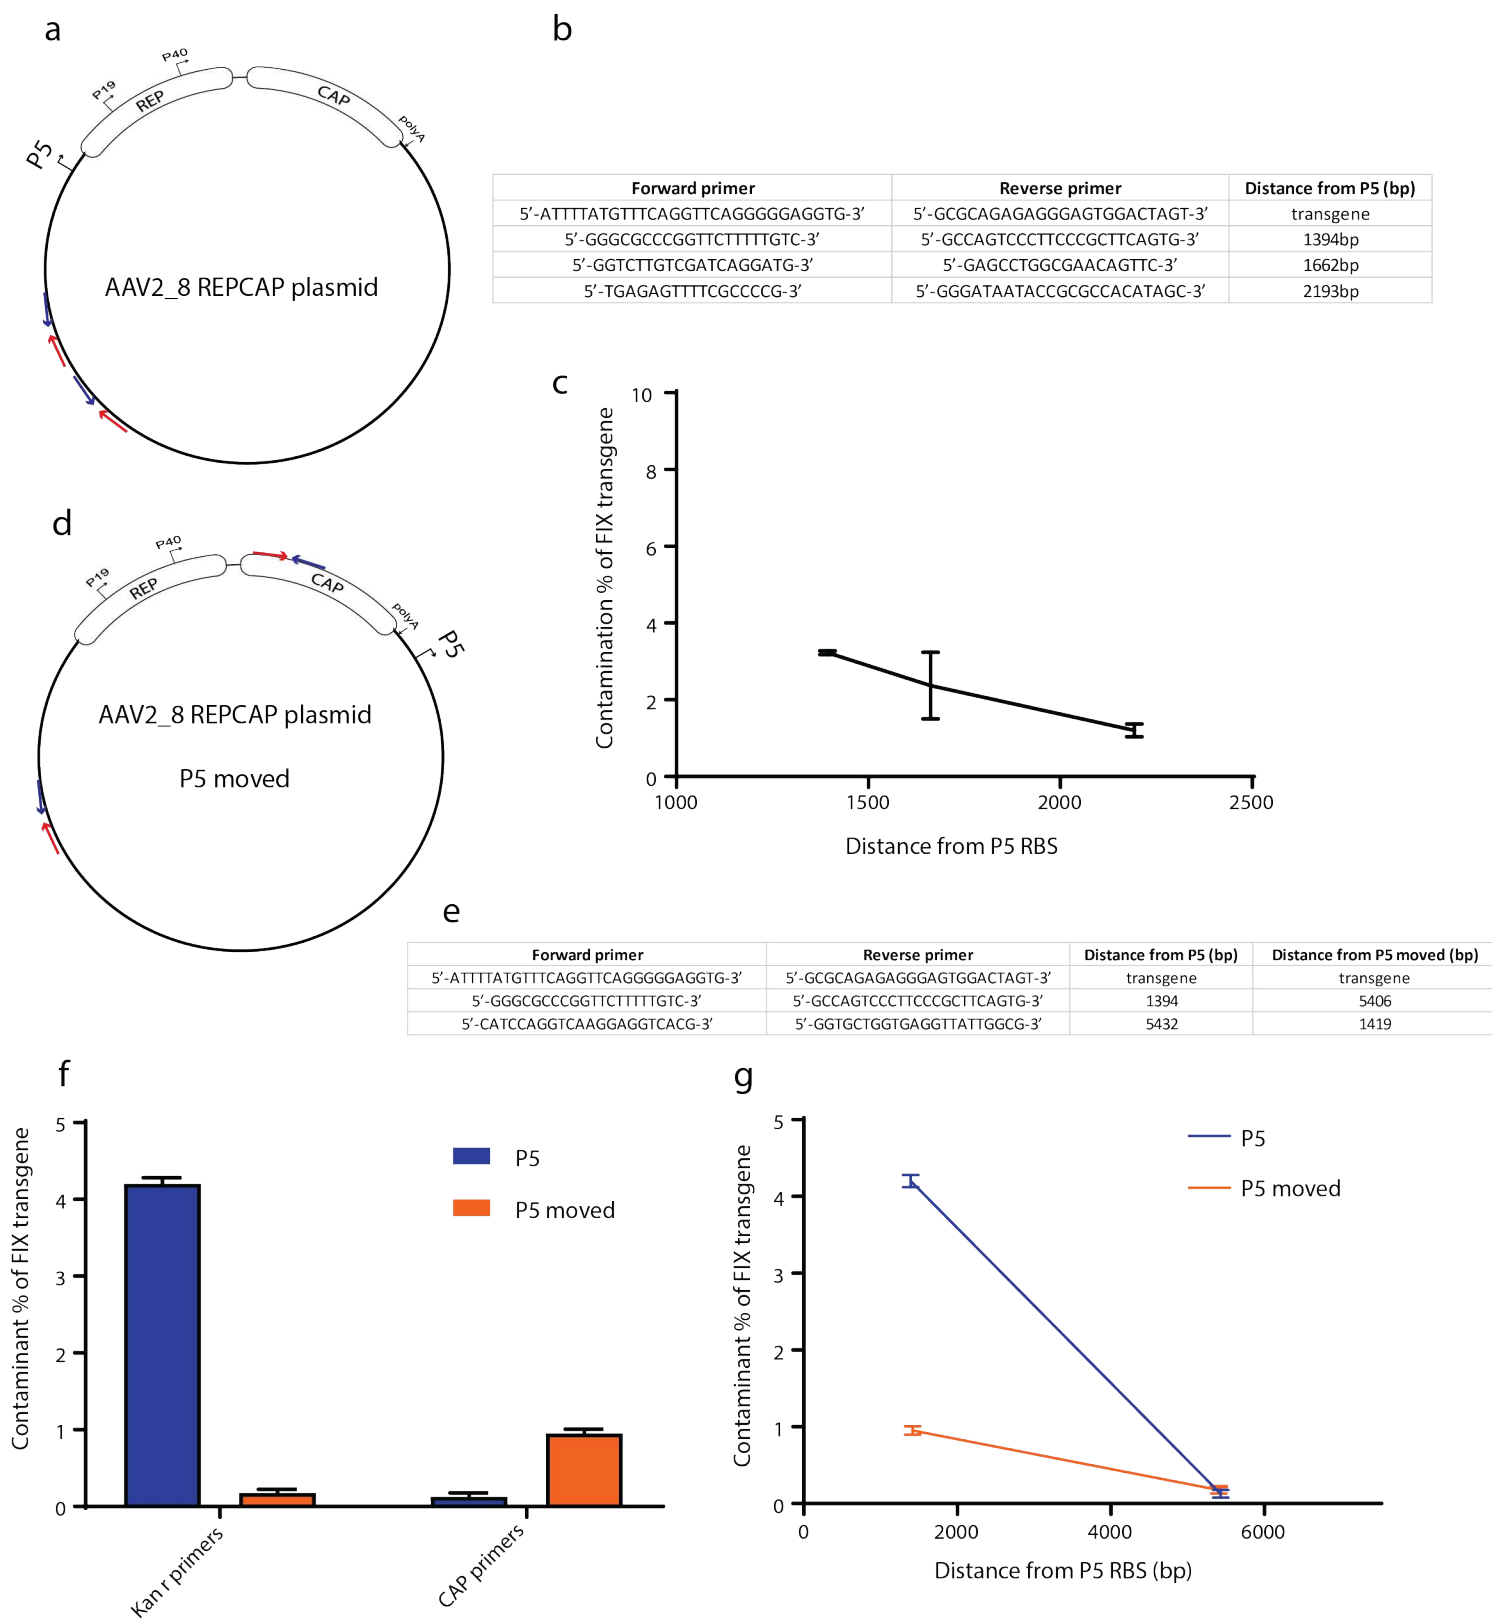 a
P5
P19
P40
REP
CAP
polyA
AAV2_8 REPCAP plasmid
b
Forward primer Reverse primer Distance from P5 (bp)
5’-ATTTTATGTTTCAGGTTCAGGGGGAGGTG-3’ 5’-GCGCAGAGAGGGAGTGGACTAGT-3’ transgene
5’-GGGCGCCCGGTTCTTTTTGTC-3’ 5’-GCCAGTCCCTTCCCGCTTCAGTG-3’ 1394bp
5’-GGTCTTGTCGATCAGGATG-3’ 5’-GAGCCTGGCGAACAGTTC-3’ 1662bp
5’-TGAGAGTTTTCGCCCCG-3’ 5’-GGGATAATACCGCGCCACATAGC-3’ 2193bp
c
Contamination % of FIX transgene
10
8
6
4
2
0
1000 1500 2000 2500
Distance from P5 RBS
d
P19
P40
REP
CAP
polyA
P5
AAV2_8 REPCAP plasmid
P5 moved
e
Forward primer Reverse primer Distance from P5 (bp) Distance from P5 moved (bp)
5’-ATTTTATGTTTCAGGTTCAGGGGGAGGTG-3’ 5’-GCGCAGAGAGGGAGTGGACTAGT-3’ transgene transgene
5’-GGGCGCCCGGTTCTTTTTGTC-3’ 5’-GCCAGTCCCTTCCCGCTTCAGTG-3’ 1394 5406
5’-CATCCAGGTCAAGGAGGTCACG-3’ 5’-GGTGCTGGTGAGGTTATTGGCG-3’ 5432 1419
f
Contaminant % of FIX transgene
5
4
3
2
1
0
P5
P5 moved
Kan r primers
CAP primers
g
Contaminant % of FIX transgene
5
4
3
2
1
0
P5
P5 moved
0 2000 4000 6000
Distance from P5 RBS (bp)